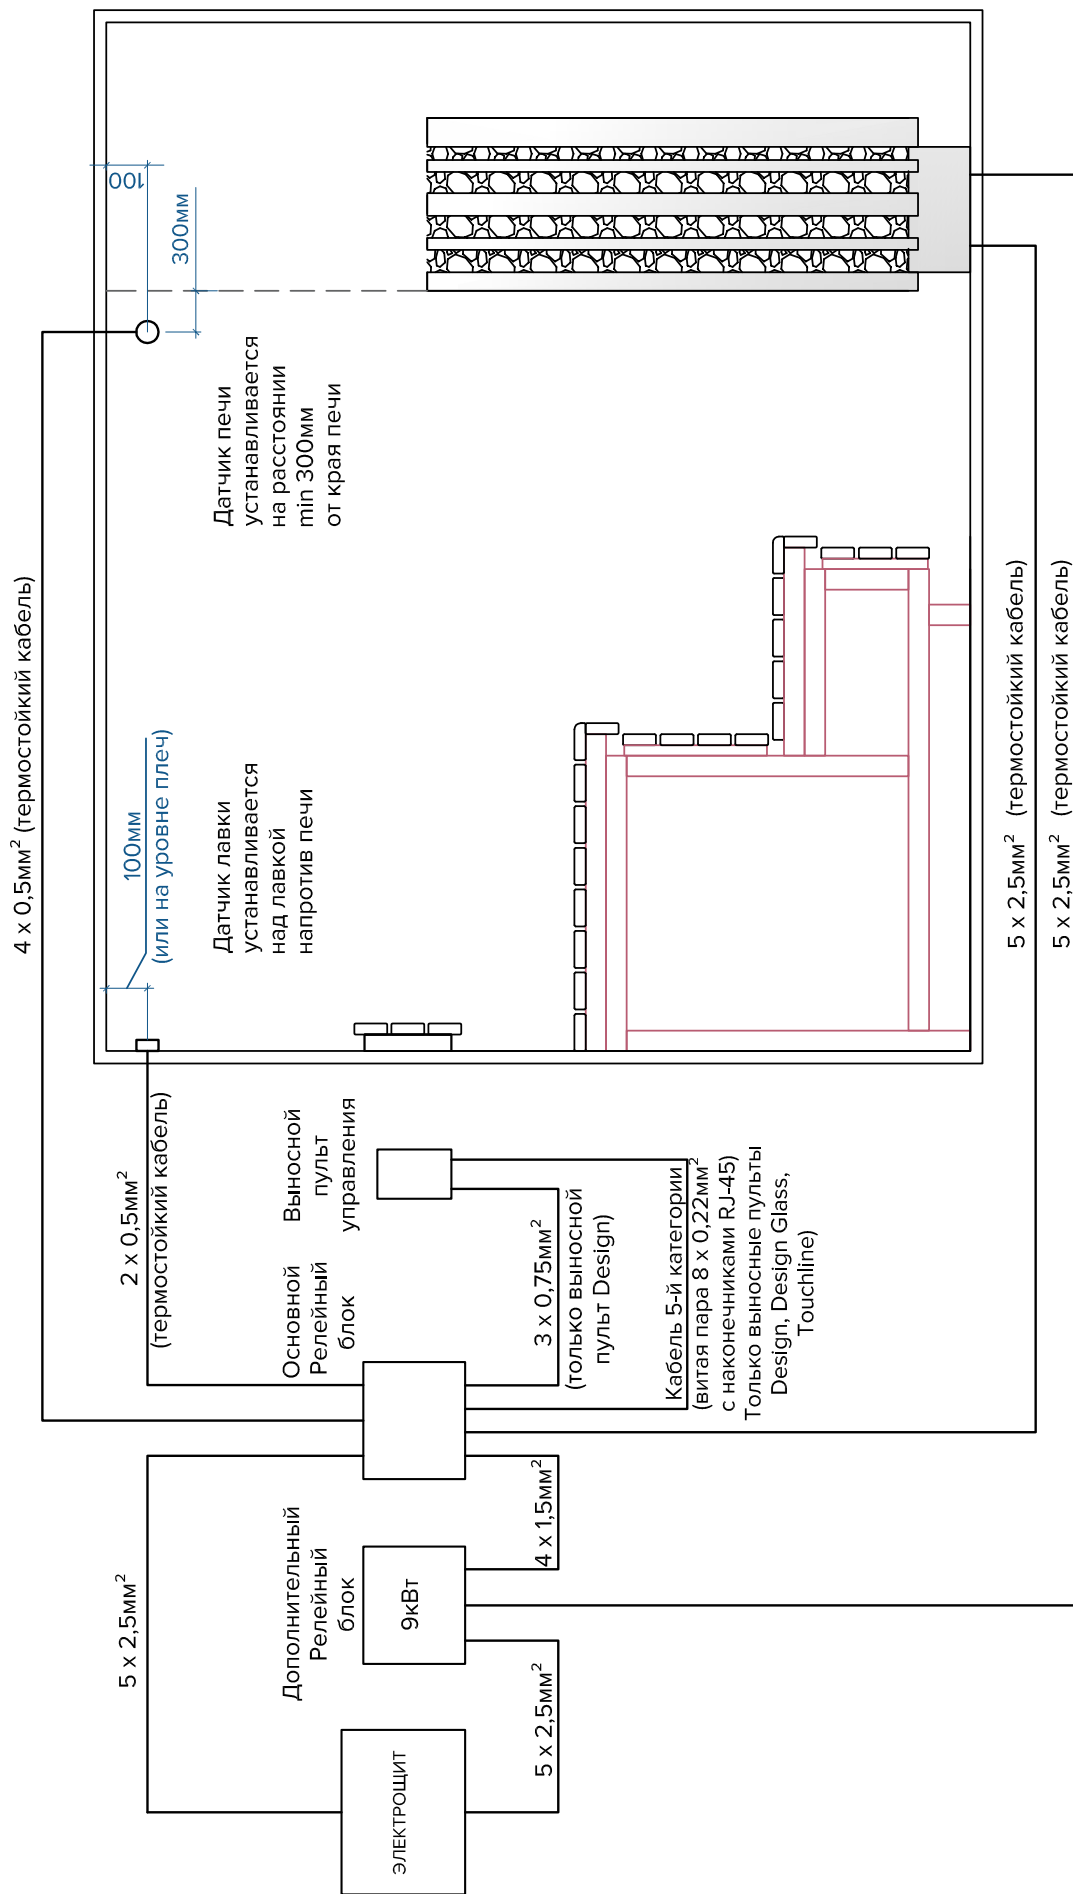 4 x 0,5мм² (термостойкий кабель)
100мм
(или на уровне плеч)
100
300мм
Датчик лавки
устанавливается
над лавкой
напротив печи
Датчик печи
устанавливается
на расстоянии
min 300мм
от края печи
5 x 2,5мм²
2 x 0,5мм²
(термостойкий кабель)
ЭЛЕКТРОЩИТ
Дополнительный
Релейный
блок
9кВт
Основной
Релейный
блок
Выносной
пульт
управления
5 x 2,5мм²
4 x 1,5мм²
3 x 0,75мм²
(только выносной
пульт Design)
Кабель 5-й категории
(витая пара 8 x 0,22мм²
с наконечниками RJ-45)
Только выносные пульты
Design, Design Glass,
Touchline)
5 x 2,5мм² (термостойкий кабель)
5 x 2,5мм² (термостойкий кабель)